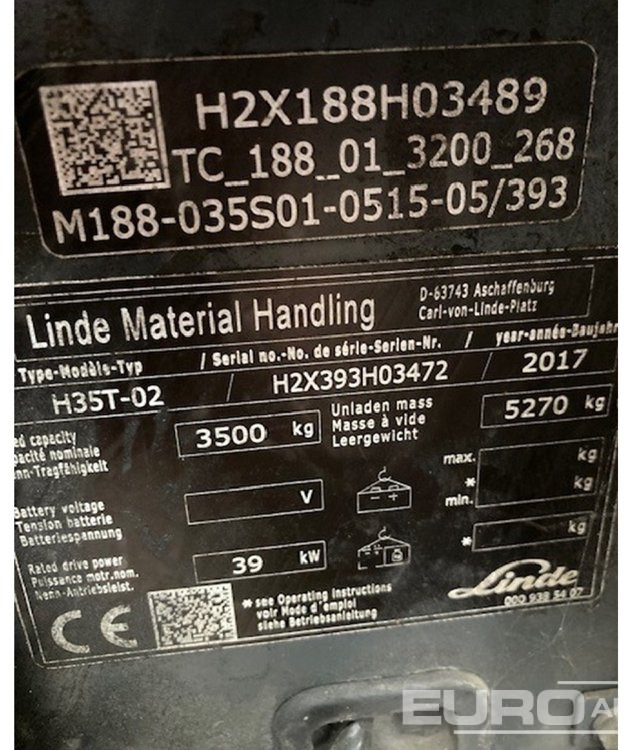 H2X188H03489
TC_188_01_3200_268
M188-035S01-0515-05/393
Linde Material Handling
D-63743 Aschaffenburg
Carl-von-Linde-Platz
Type-Modèle-Typ / Serial no.-No. de série-Serien-Nr. / year-année-Baujahr
H35T-02 / H2X393H03472 / 2017
capacity
nominale
Tragfähigkeit
3500 kg
Unladen mass
Masse à vide
Leergewicht
5270 kg
Battery voltage
Tension batterie
Batteriespannung
V
max. kg
* kg
min.
* kg
Rated drive power
Puissance motr.nom.
Nenn-Antriebsleist.
39 kW
* see Operating Instructions
voir Mode d'emploi
siehe Betriebsanleitung
Linde
000 938 54 07
CE
EURO